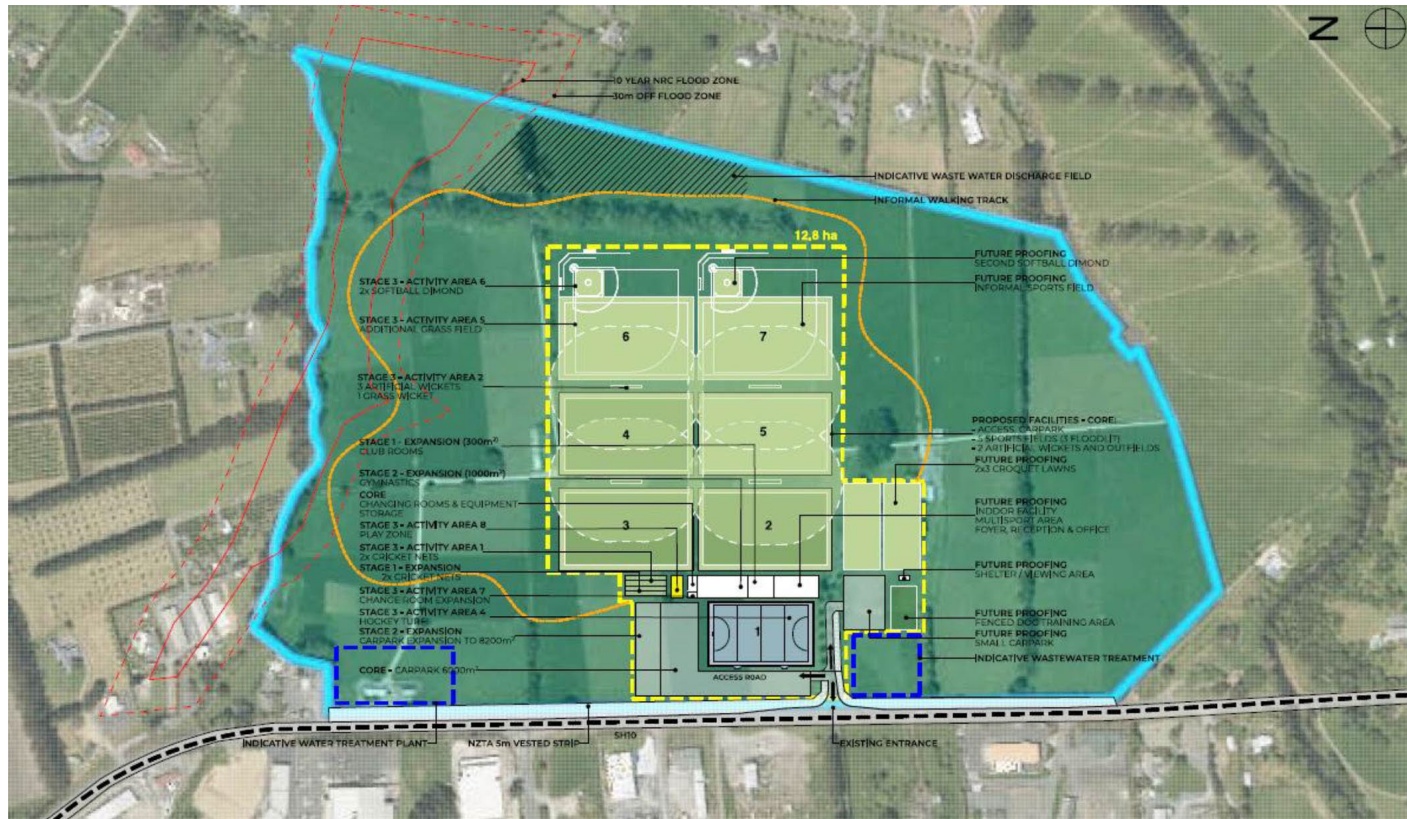 N
10 YEAR NRC FLOOD ZONE
30m OFF FLOOD ZONE
INDICATIVE WASTE WATER DISCHARGE FIELD
INFORMAL WALKING TRACK
12,8 ha
STAGE 3 - ACTIVITY AREA 6
2x SOFTBALL DIMOND
STAGE 3 - ACTIVITY AREA 5
ADDITIONAL GRASS FIELD
STAGE 3 - ACTIVITY AREA 2
3 ARTIFICIAL WICKETS
1 GRASS WICKET
STAGE 1 - EXPANSION (300m²)
CLUB ROOMS
STAGE 2 - EXPANSION (1000m²)
GYMNASTICS
CORE
CHANGING ROOMS & EQUIPMENT
STORAGE
STAGE 3 - ACTIVITY AREA 8
PLAY ZONE
STAGE 3 - ACTIVITY AREA 1
2x CRICKET NETS
STAGE 1 - EXPANSION
2x CRICKET NETS
STAGE 3 - ACTIVITY AREA 7
CHANGE ROOM EXPANSION
STAGE 3 - ACTIVITY AREA 4
HOCKEY TURF
STAGE 2 - EXPANSION
CARPARK EXPANSION TO 8200m²
CORE - CARPARK 6000m²
6
7
4
5
3
2
1
ACCESS ROAD
FUTURE PROOFING
SECOND SOFTBALL DIMOND
FUTURE PROOFING
INFORMAL SPORTS FIELD
PROPOSED FACILITIES - CORE:
- ACCESS, CARPARK
- 5 SPORTS FIELDS (3 FLOODLIT)
- 2 ARTIFICIAL WICKETS AND OUTFIELDS
FUTURE PROOFING
2x3 CROQUET LAWNS
FUTURE PROOFING
INDOOR FACILITY
MULTISPORT AREA
FOYER, RECEPTION & OFFICE
FUTURE PROOFING
SHELTER / VIEWING AREA
FUTURE PROOFING
FENCED DOG TRAINING AREA
FUTURE PROOFING
SMALL CARPARK
INDICATIVE WASTEWATER TREATMENT
INDICATIVE WATER TREATMENT PLANT
NZTA 5m VESTED STRIP
SH10
EXISTING ENTRANCE